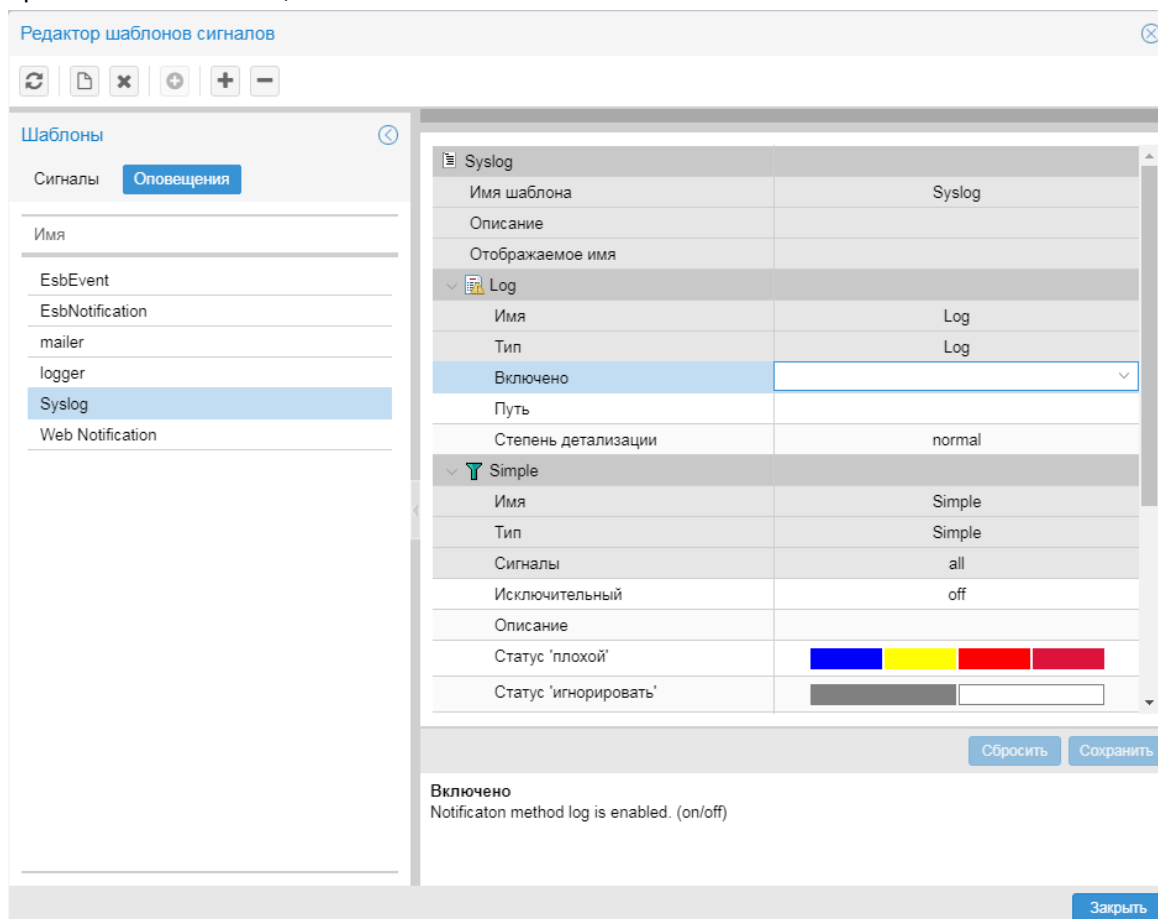 Редактор шаблонов сигналов
Шаблоны
Сигналы Оповещения
Имя
EsbEvent
EsbNotification
mailer
logger
Syslog
Web Notification
Syslog
Имя шаблона Syslog
Описание
Отображаемое имя
Log
Имя Log
Тип Log
Включено
Путь
Степень детализации normal
Simple
Имя Simple
Тип Simple
Сигналы all
Исключительный off
Описание
Статус 'плохой'
Статус 'игнорировать'
Сбросить Сохранить
Включено
Notificaton method log is enabled. (on/off)
Закрыть